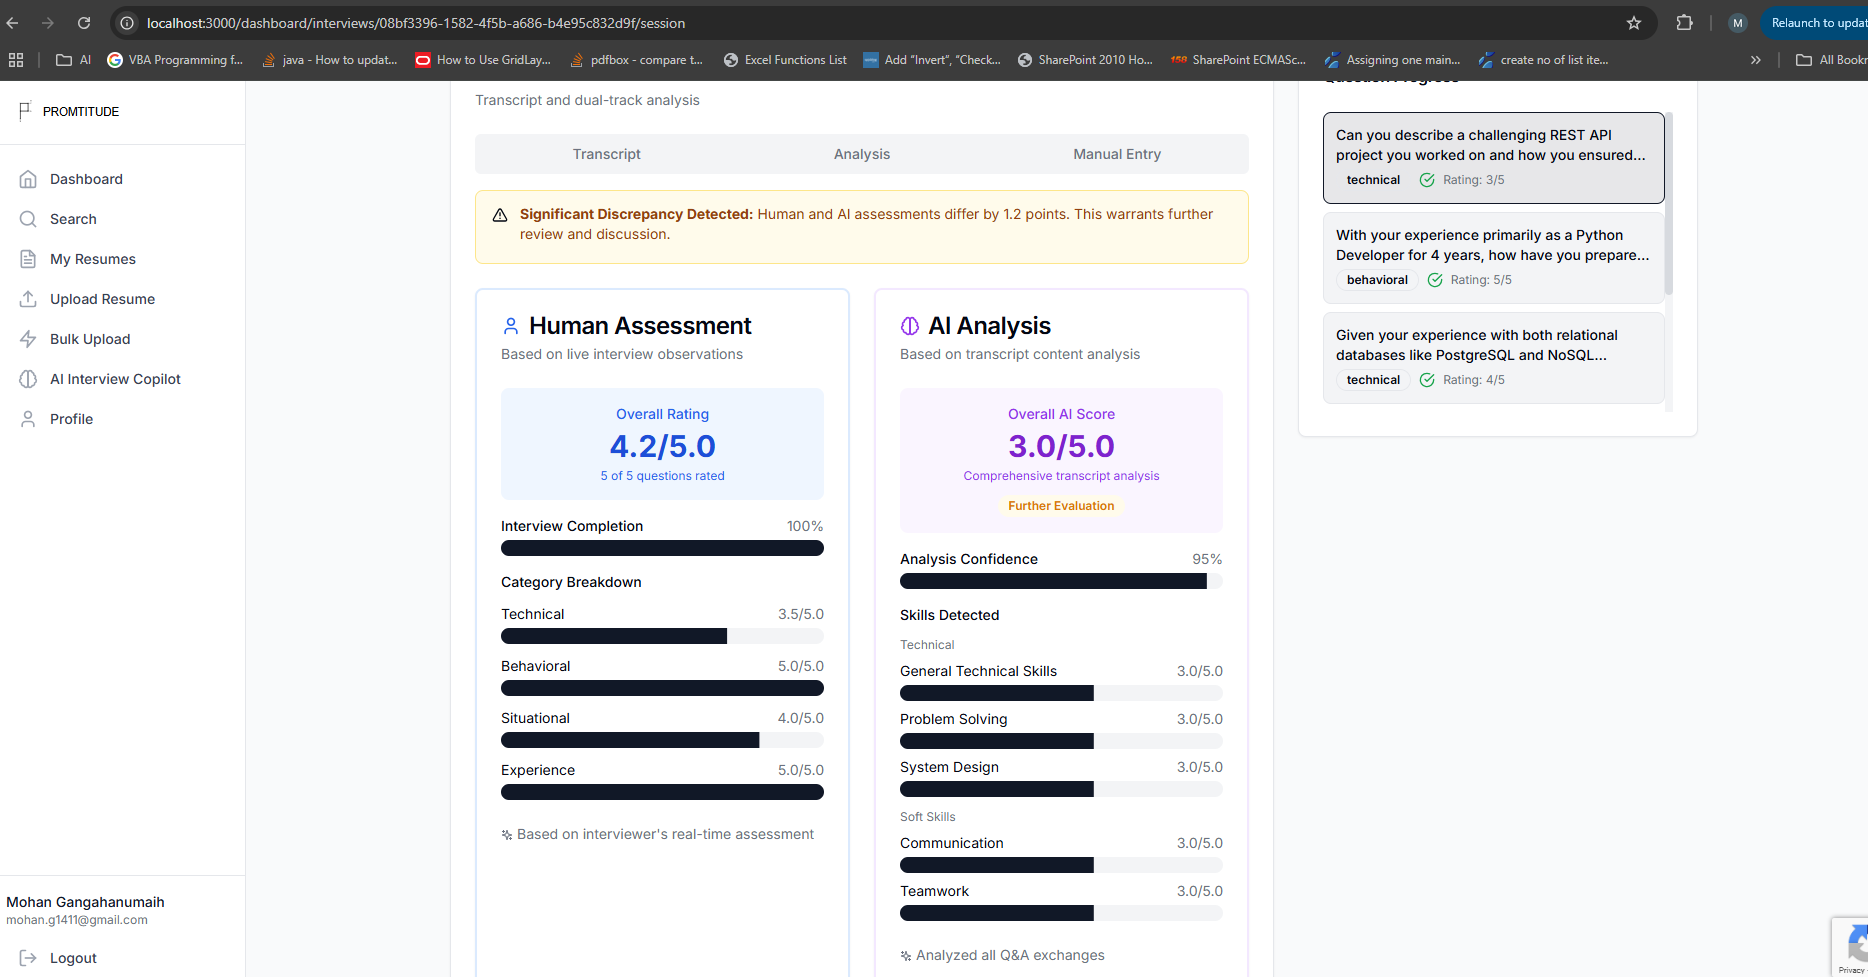 localhost:3000/dashboard/interviews/08bf3396-1582-4f5b-a686-b4e95c832d9f/session
M
Relaunch to updat
AI
VBA Programming f...
java - How to updat...
How to Use GridLay...
pdfbox - compare t...
Excel Functions List
Add “Invert”, “Check...
SharePoint 2010 Ho...
SharePoint ECMASc...
Assigning one main...
create no of list ite...
All Bookr
PROMTITUDE
Dashboard
Search
My Resumes
Upload Resume
Bulk Upload
AI Interview Copilot
Profile
Mohan Gangahanumaih
mohan.g1411@gmail.com
Logout
Transcript and dual-track analysis
Transcript
Analysis
Manual Entry
Significant Discrepancy Detected: Human and AI assessments differ by 1.2 points. This warrants further
review and discussion.
Human Assessment
Based on live interview observations
Overall Rating
4.2/5.0
5 of 5 questions rated
Interview Completion 100%
Category Breakdown
Technical 3.5/5.0
Behavioral 5.0/5.0
Situational 4.0/5.0
Experience 5.0/5.0
Based on interviewer's real-time assessment
AI Analysis
Based on transcript content analysis
Overall AI Score
3.0/5.0
Comprehensive transcript analysis
Further Evaluation
Analysis Confidence 95%
Skills Detected
Technical
General Technical Skills 3.0/5.0
Problem Solving 3.0/5.0
System Design 3.0/5.0
Soft Skills
Communication 3.0/5.0
Teamwork 3.0/5.0
Analyzed all Q&A exchanges
Question Progress
Can you describe a challenging REST API
project you worked on and how you ensured...
technical Rating: 3/5
With your experience primarily as a Python
Developer for 4 years, how have you prepare...
behavioral Rating: 5/5
Given your experience with both relational
databases like PostgreSQL and NoSQL...
technical Rating: 4/5
Privacy